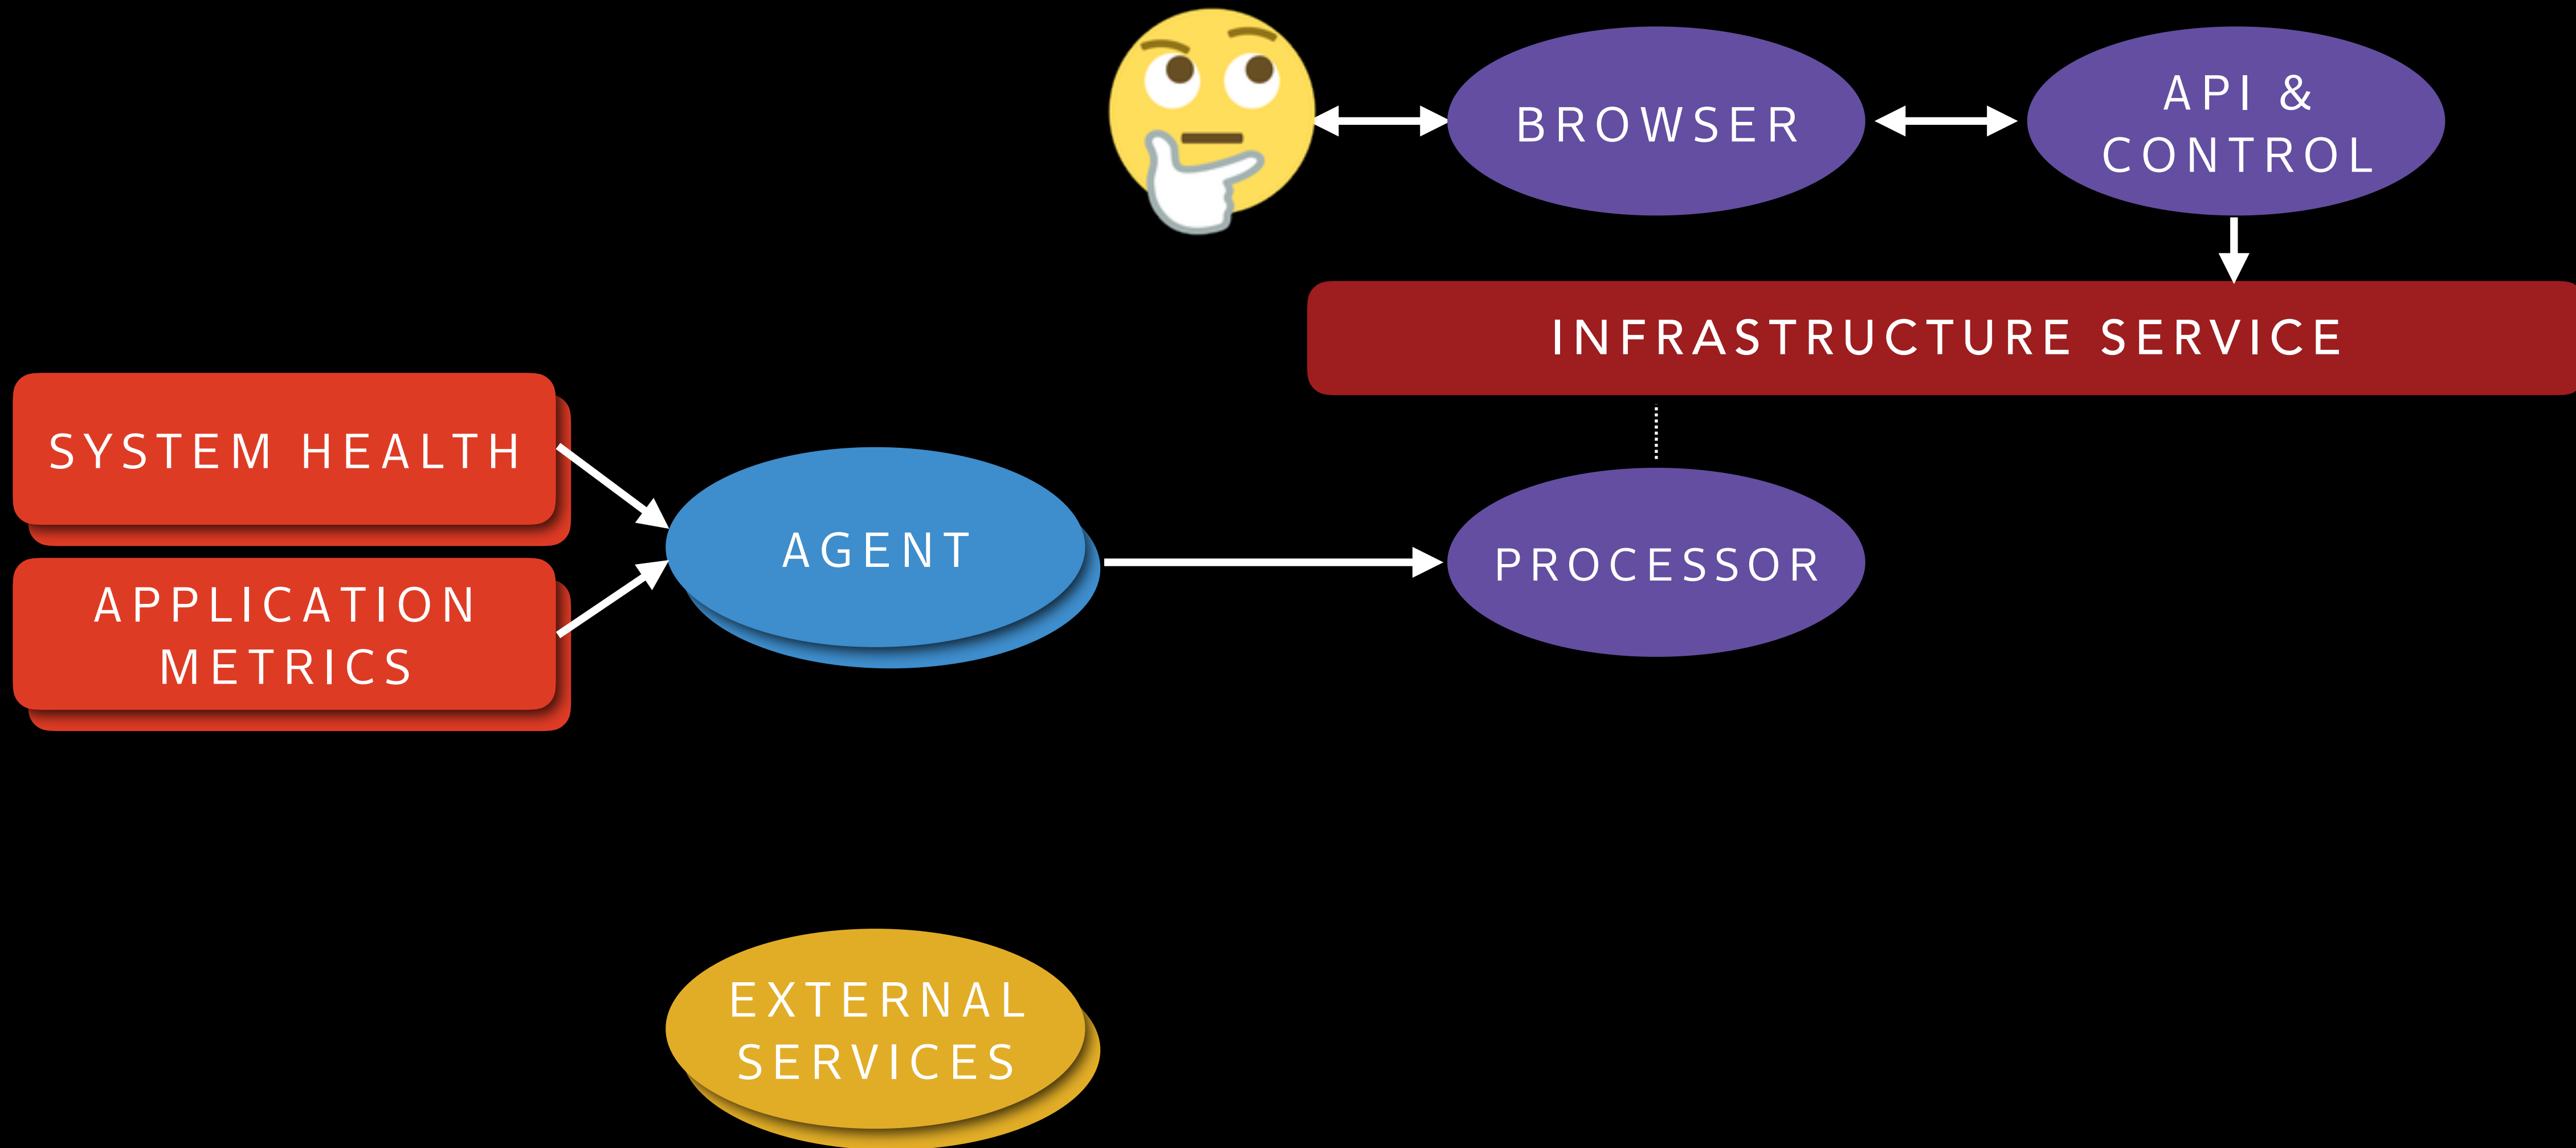 BROWSER
API &
CONTROL
INFRASTRUCTURE SERVICE
SYSTEM HEALTH
AGENT
PROCESSOR
APPLICATION
METRICS
EXTERNAL
SERVICES